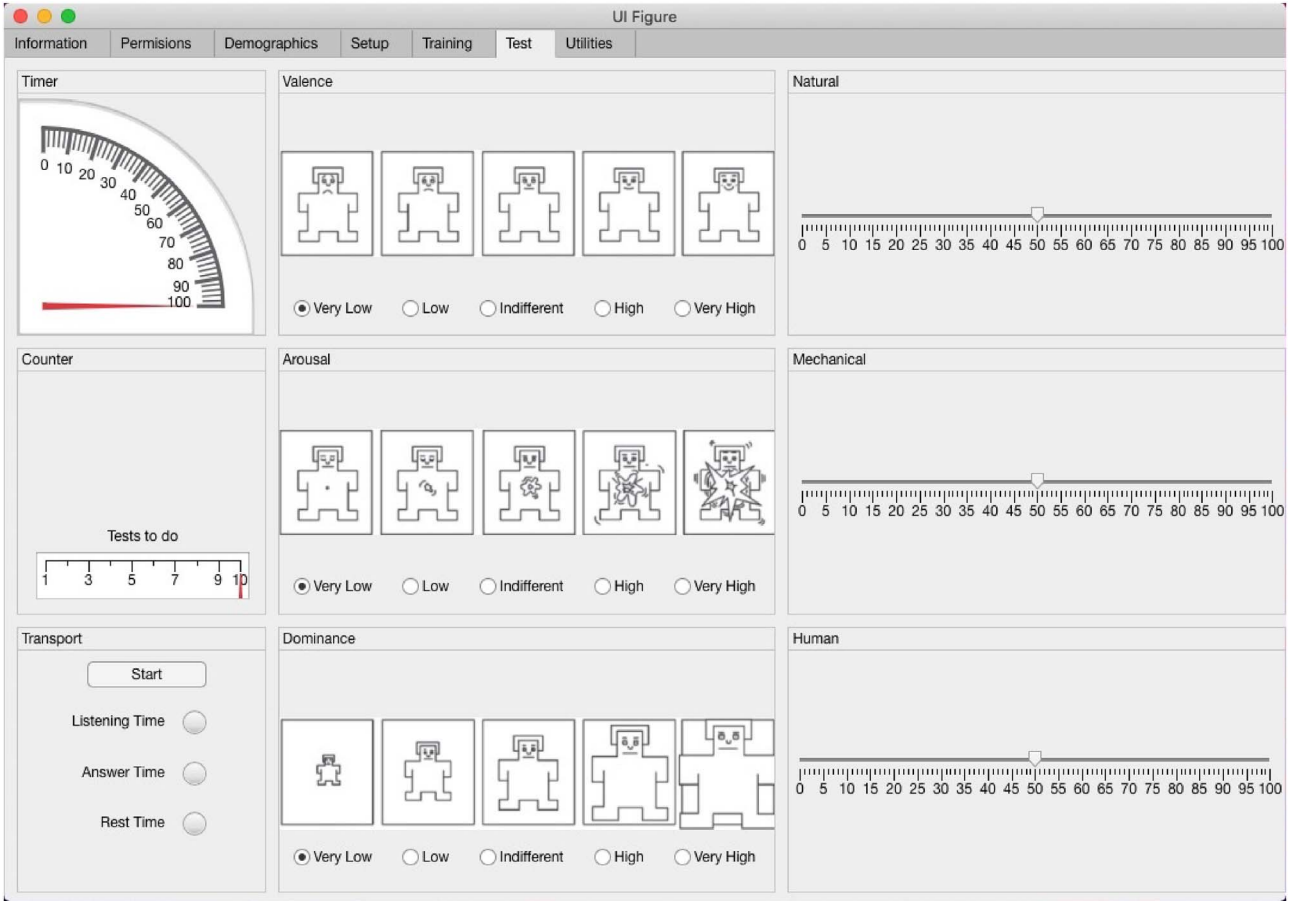 UI Figure
Information Permisions Demographics Setup Training Test Utilities
Timer
0 10 20 30 40 50 60 70 80 90 100
Valence
Very Low Low Indifferent High Very High
Natural
0 5 10 15 20 25 30 35 40 45 50 55 60 65 70 75 80 85 90 95 100
Counter
Tests to do
1 3 5 7 9 10
Arousal
Very Low Low Indifferent High Very High
Mechanical
0 5 10 15 20 25 30 35 40 45 50 55 60 65 70 75 80 85 90 95 100
Transport
Start
Listening Time
Answer Time
Rest Time
Dominance
Very Low Low Indifferent High Very High
Human
0 5 10 15 20 25 30 35 40 45 50 55 60 65 70 75 80 85 90 95 100